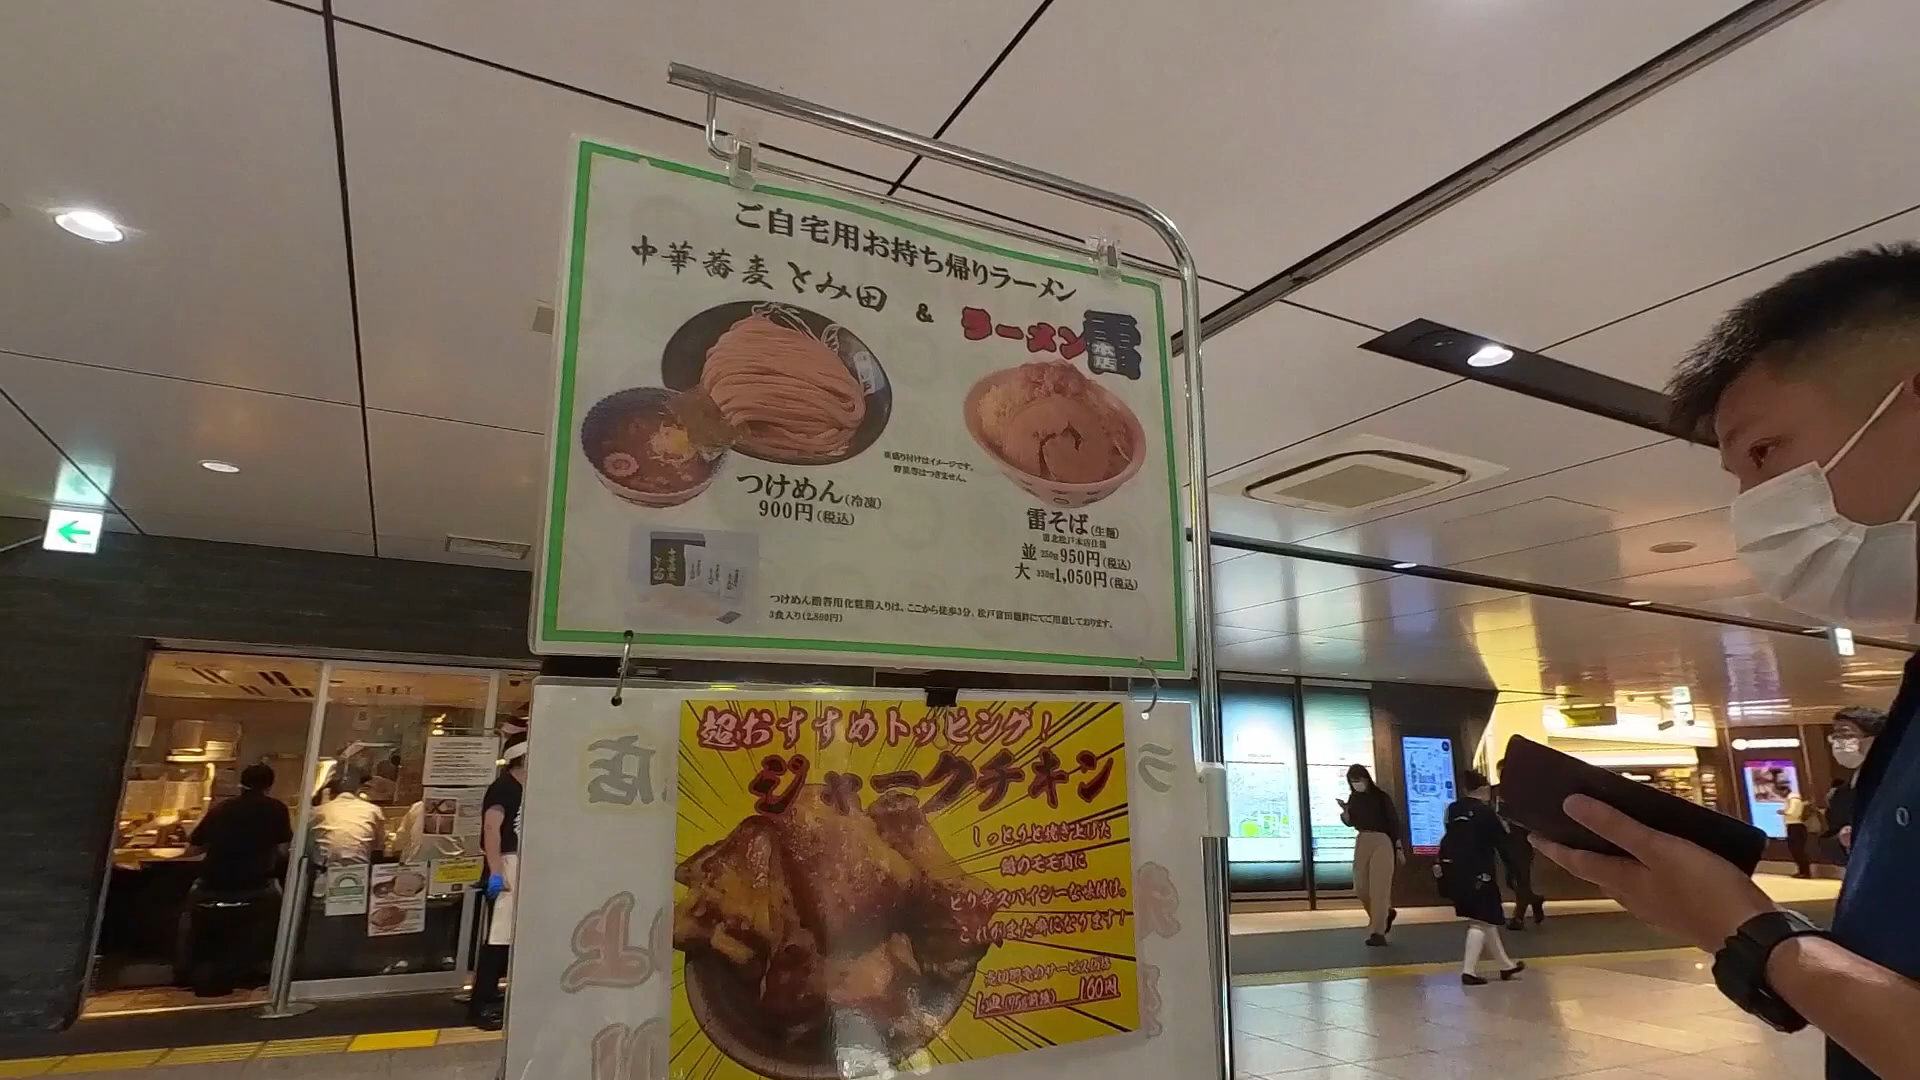 ご自宅用お持ち帰りラーメン
中華蕎麦とみ田 & ラーメン雷本店
※盛り付けはイメージです。
野菜等はつきません。
つけめん(冷凍)
900円(税込)
雷そば(生麺)
並 250g 950円(税込)
大 350g 1,050円(税込)
つけめん贈答用化粧箱入りは、ここから徒歩3分、松戸富田麺絆にてご用意しております。
3食入り(2,800円)
超おすすめトッピング!
ジャークチキン
しっとりと焼き上げた
鶏のモモ肉に
ピリ辛スパイシーな味付け。
これがまた癖になります!
160円